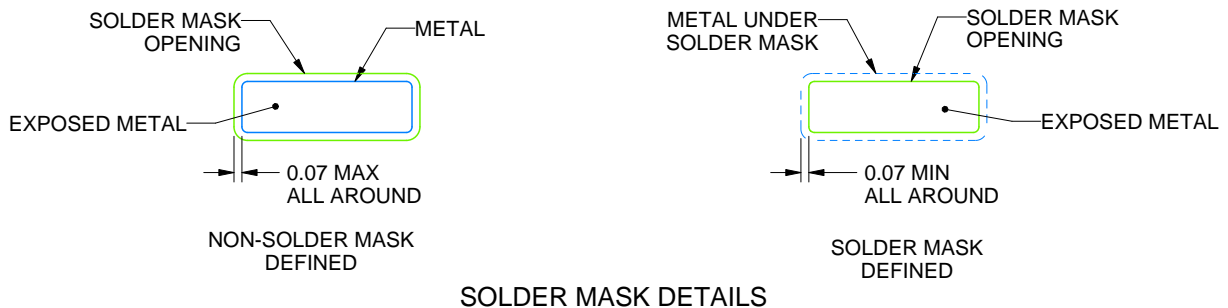 SOLDER MASK
OPENING
METAL
EXPOSED METAL
0.07 MAX
ALL AROUND
NON-SOLDER MASK
DEFINED
METAL UNDER
SOLDER MASK
SOLDER MASK
OPENING
EXPOSED METAL
0.07 MIN
ALL AROUND
SOLDER MASK
DEFINED
SOLDER MASK DETAILS